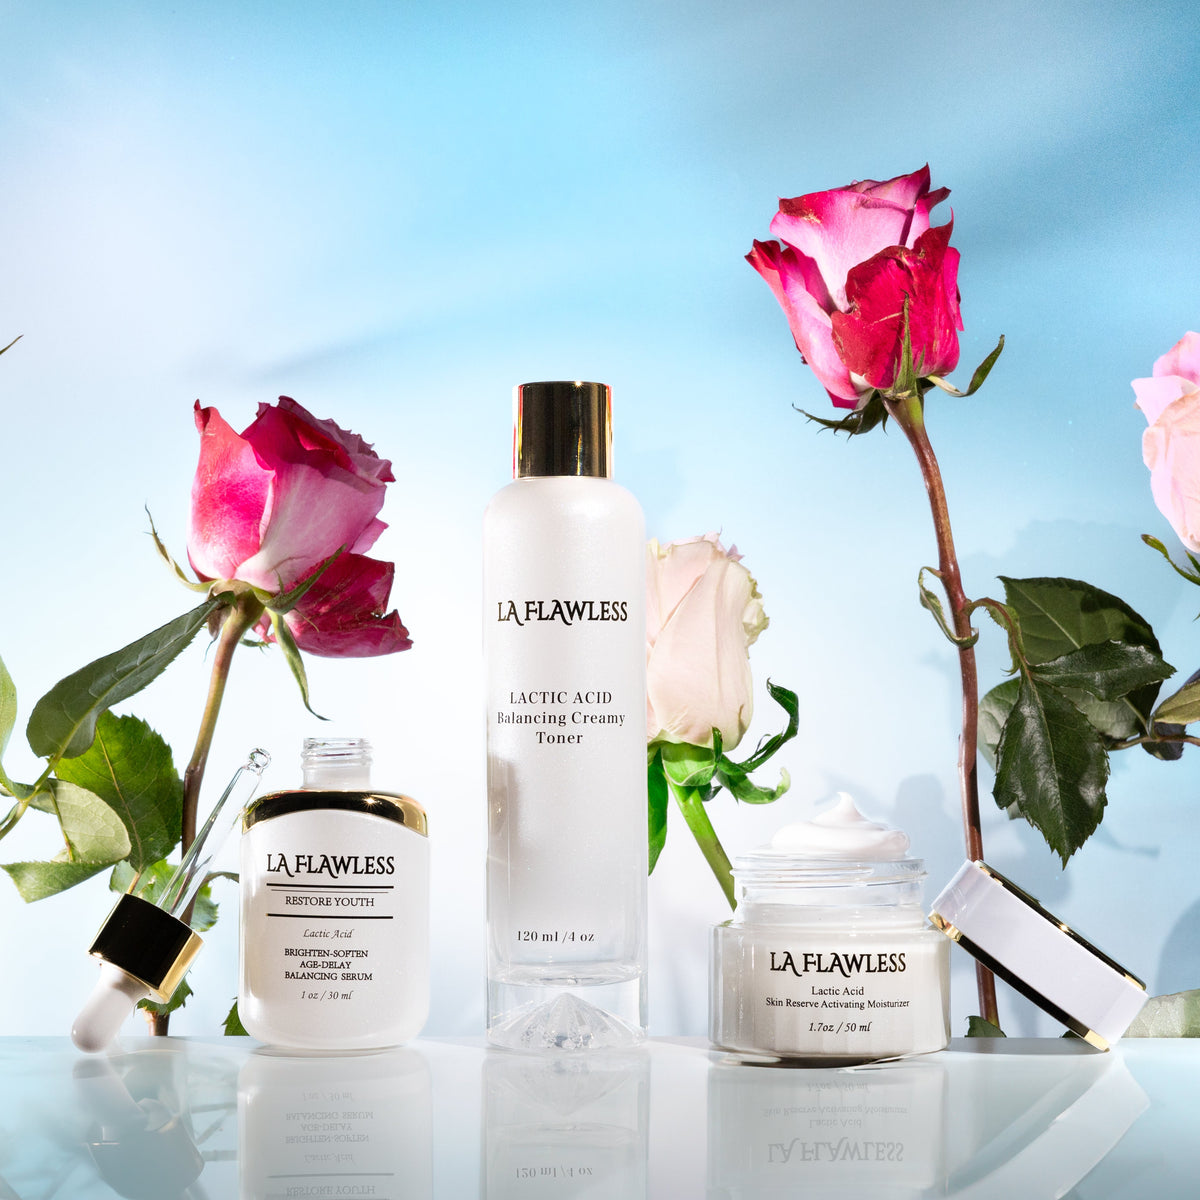 LA FLAWLESS
RESTORE YOUTH
Lactic Acid
BRIGHTEN-SOFTEN
AGE-DELAY
BALANCING SERUM
1 oz / 30 ml
LA FLAWLESS
LACTIC ACID
Balancing Creamy
Toner
120 ml /4 oz
LA FLAWLESS
Lactic Acid
Skin Reserve Activating Moisturizer
1.7oz / 50 ml